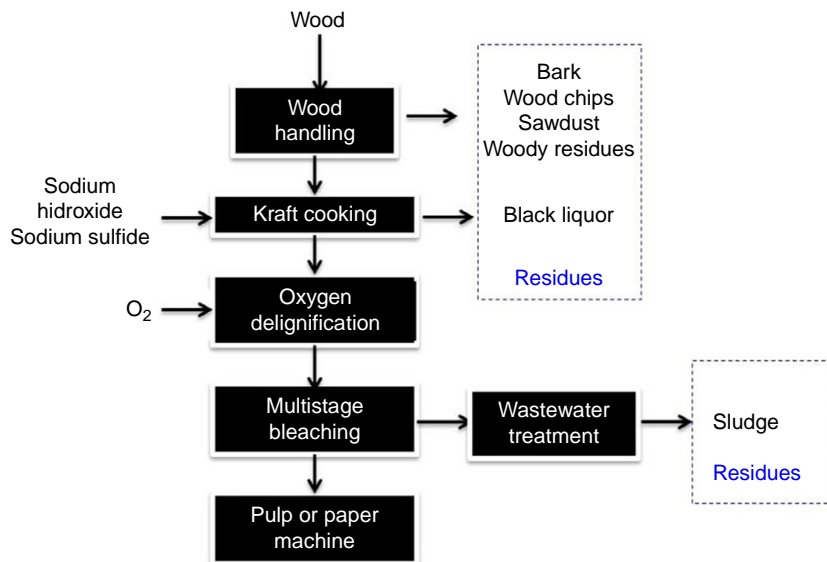 Wood
Wood
handling
Bark
Wood chips
Sawdust
Woody residues
Sodium
hidroxide
Sodium sulfide
Kraft cooking
Black liquor
Residues
O₂
Oxygen
delignification
Multistage
bleaching
Wastewater
treatment
Sludge
Residues
Pulp or paper
machine